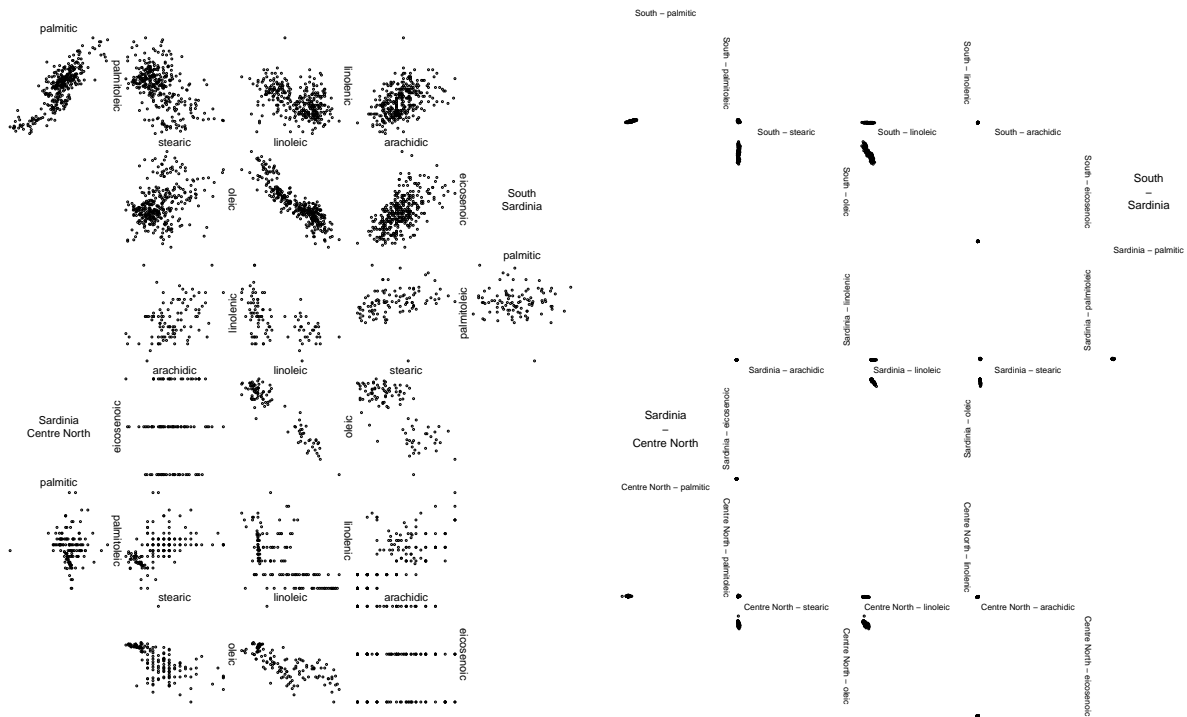 palmitic
palmitoleic
linolenic
stearic
linoleic
arachidic
oleic
eicosenoic
South
Sardinia
palmitic
linolenic
palmitoleic
arachidic
linoleic
stearic
Sardinia
Centre North
eicosenoic
oleic
palmitic
palmitoleic
linolenic
stearic
linoleic
arachidic
oleic
eicosenoic
South – palmitic
South – palmitoleic
South – linolenic
South – stearic
South – linoleic
South – arachidic
South – oleic
South – eicosenoic
South
–
Sardinia
Sardinia – palmitic
Sardinia – linolenic
Sardinia – palmitoleic
Sardinia – arachidic
Sardinia – linoleic
Sardinia – stearic
Sardinia
–
Centre North
Sardinia – eicosenoic
Sardinia – oleic
Centre North – palmitic
Centre North – palmitoleic
Centre North – linolenic
Centre North – stearic
Centre North – linoleic
Centre North – arachidic
Centre North – oleic
Centre North – eicosenoic